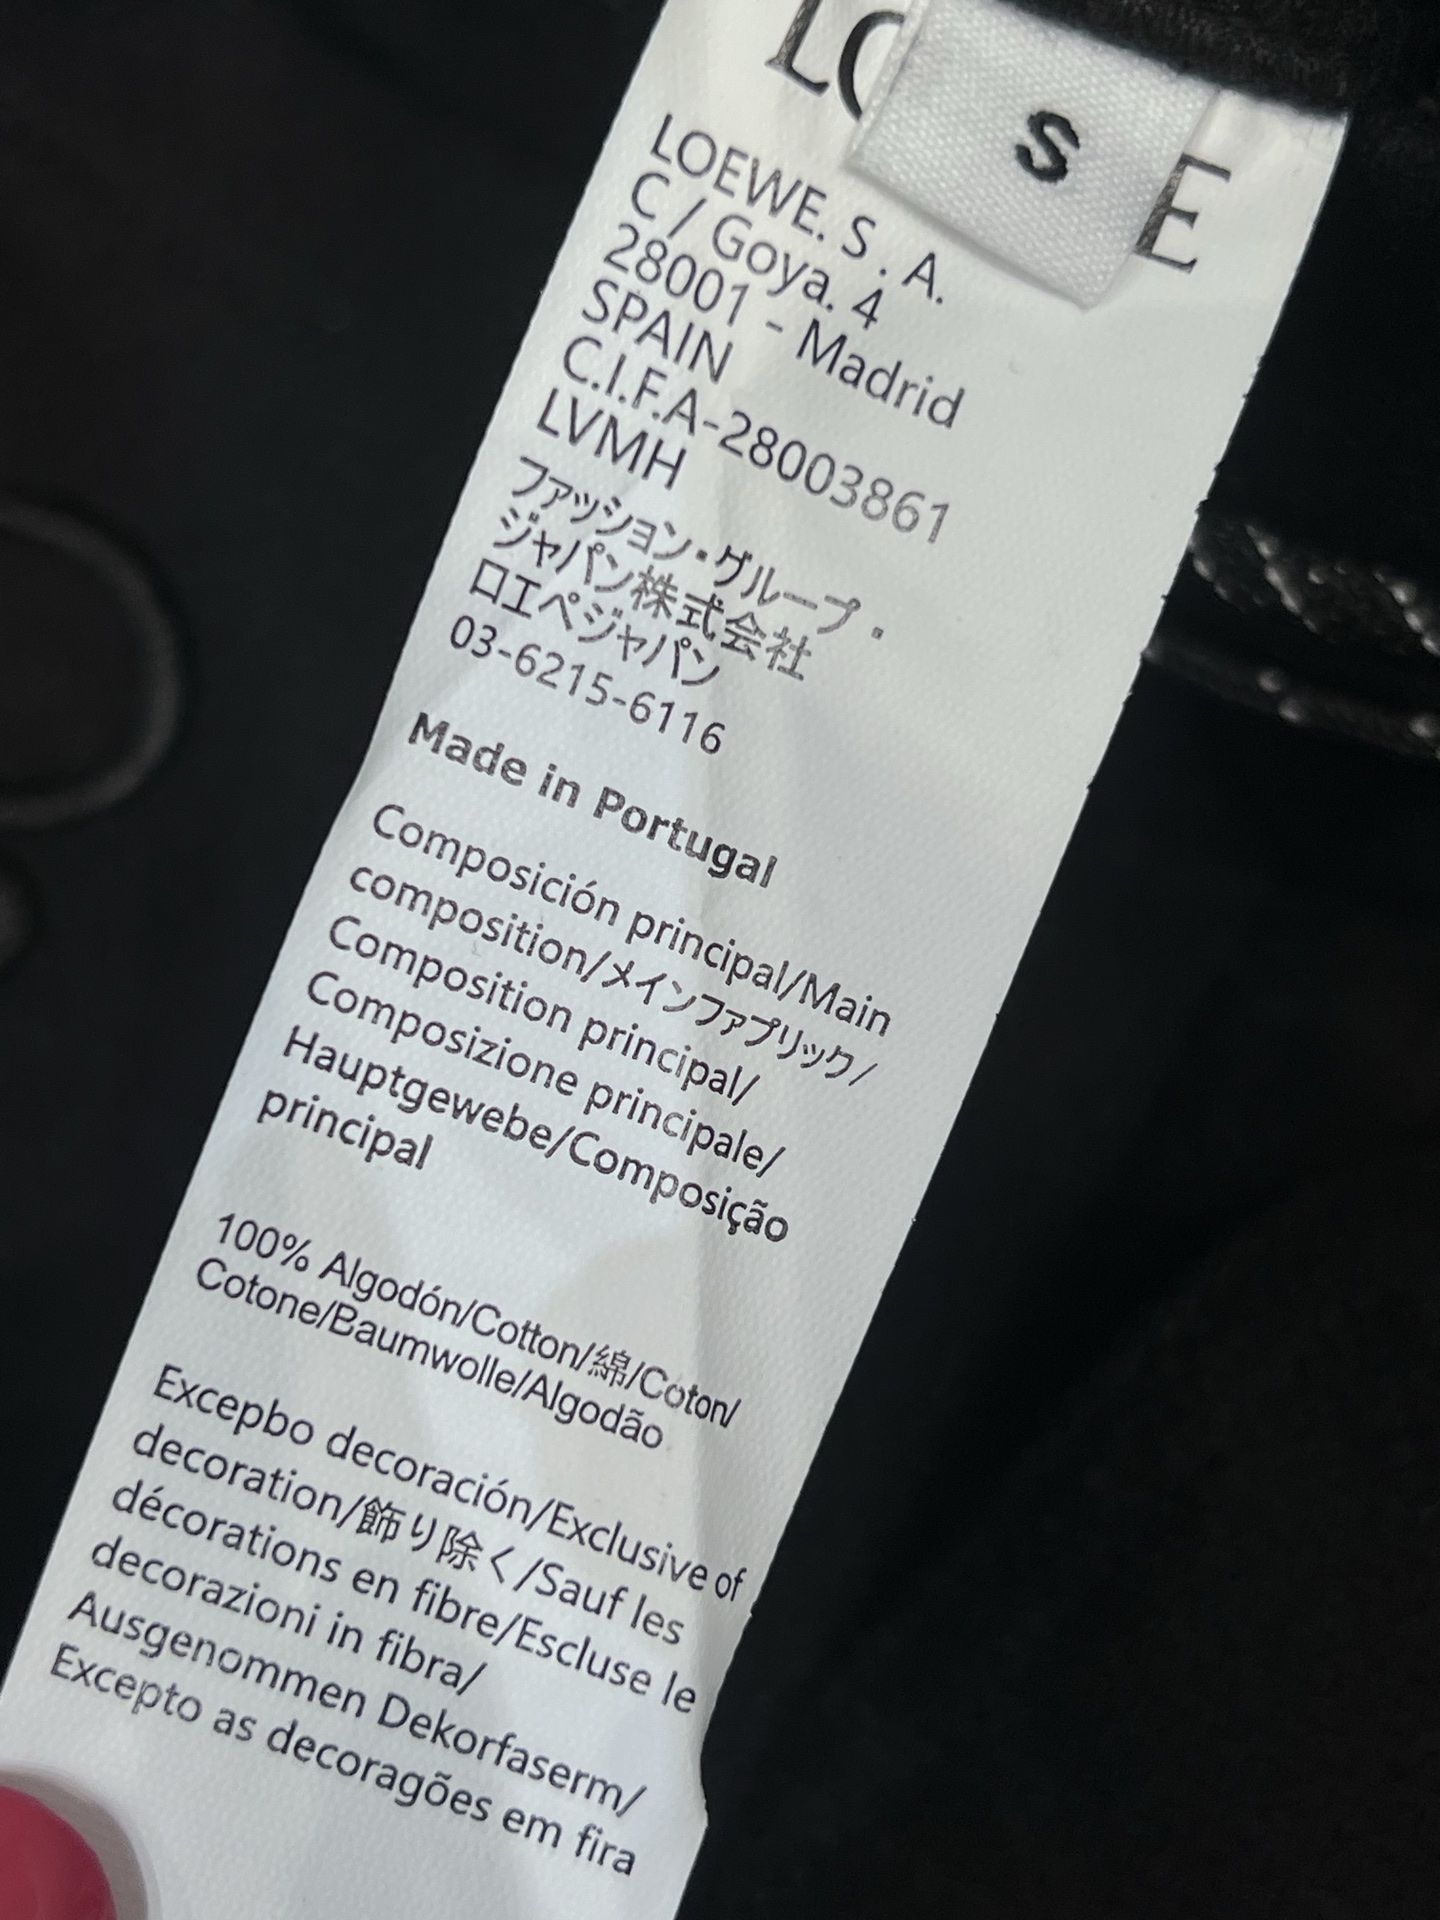 LO E
S
LOEWE. S . A.
C / Goya. 4
28001 - Madrid
SPAIN
C.I.F.A-28003861
LVMH
ファッション・グループ・
ジャパン株式会社
ロエペジャパン
03-6215-6116
Made in Portugal
Composición principal/Main
composition/メインファブリック/
Composition principal/
Composizione principale/
Hauptgewebe/Composição
principal
100% Algodón/Cotton/綿/Coton/
Cotone/Baumwolle/Algodão
Excepbo decoración/Exclusive of
decoration/飾り除く/Sauf les
décorations en fibre/Escluse le
decorazioni in fibra/
Ausgenommen Dekorfaserm/
Excepto as decoragões em fira